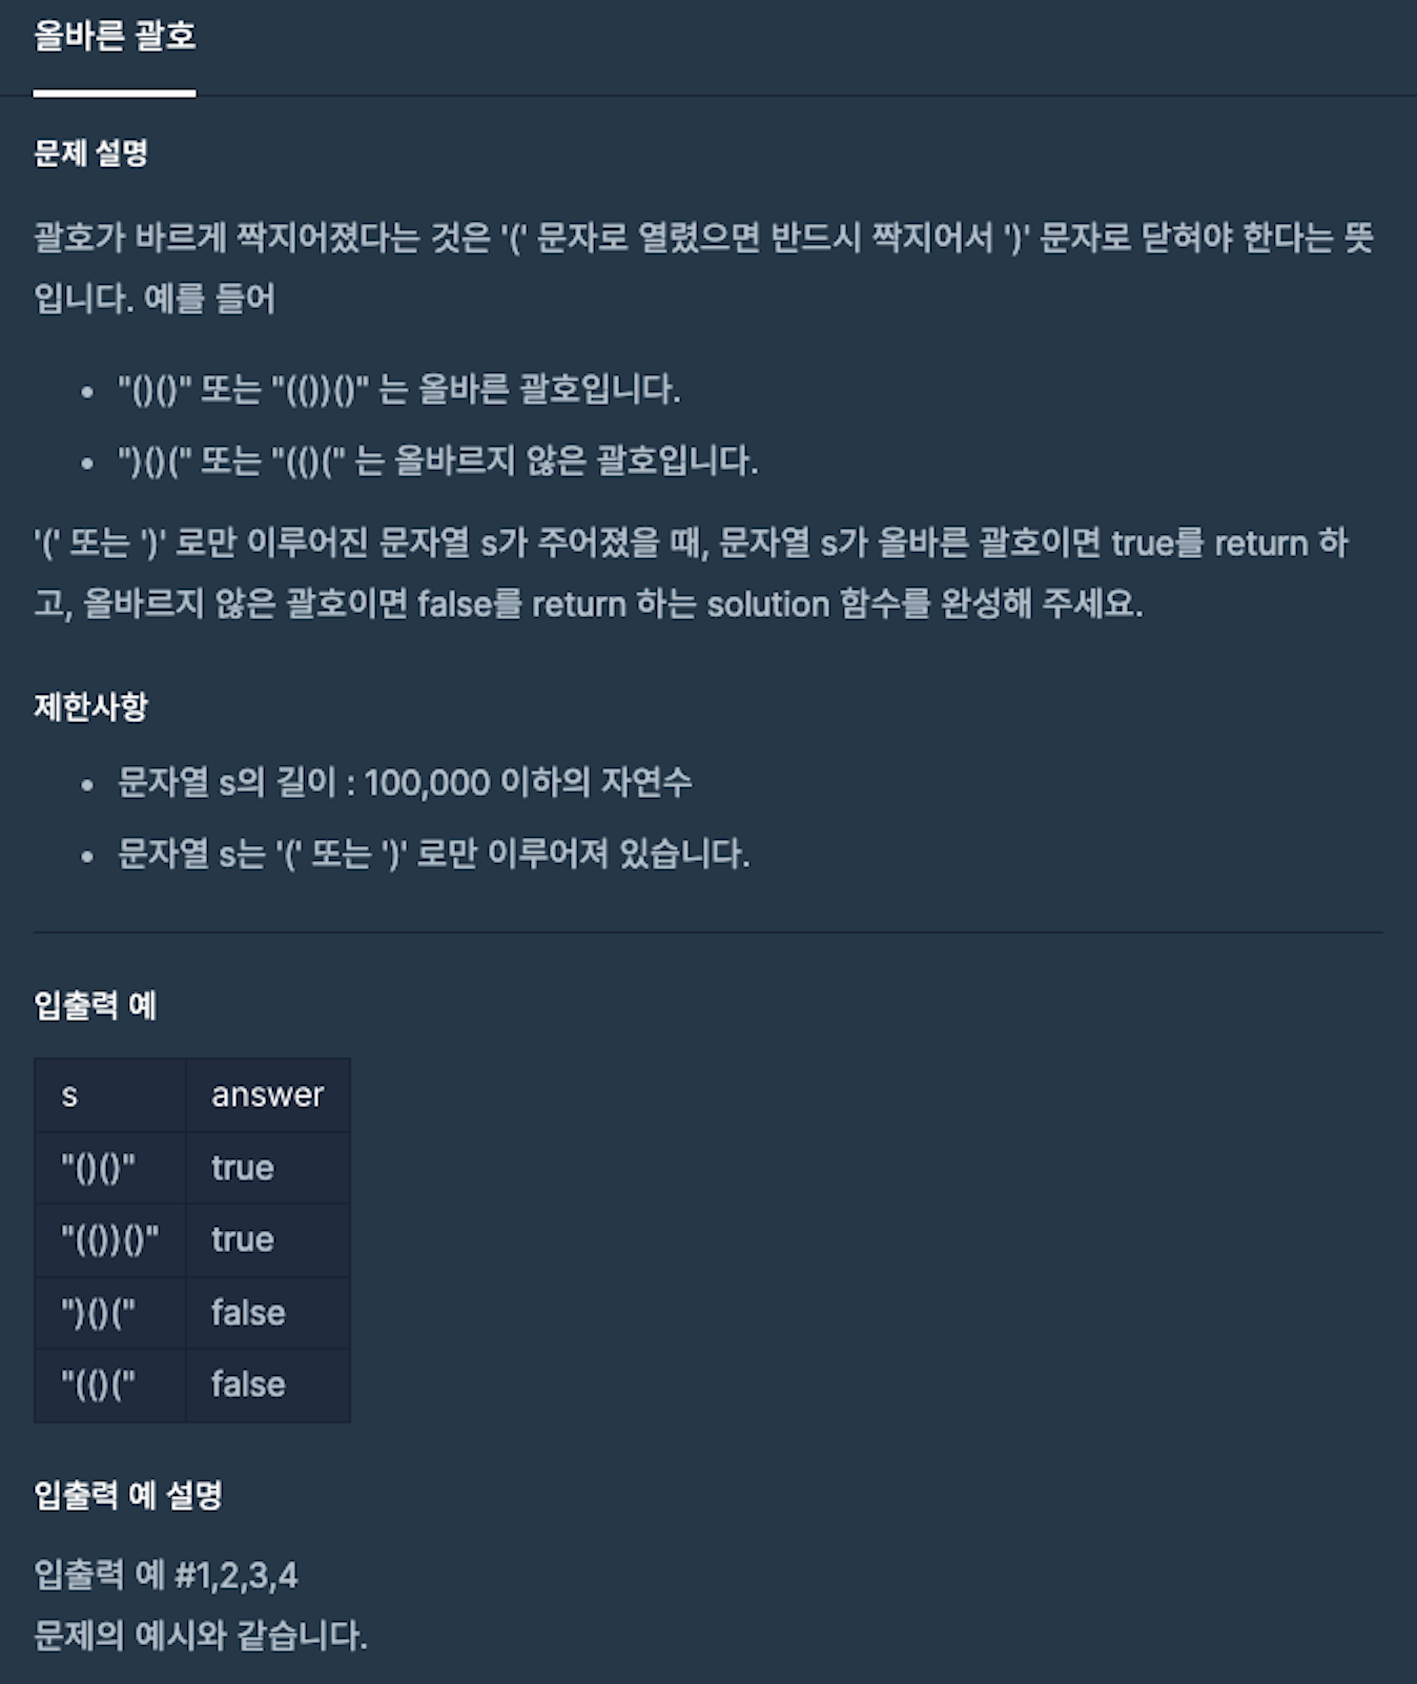 올바른 괄호
문제 설명
괄호가 바르게 짝지어졌다는 것은 '(' 문자로 열렸으면 반드시 짝지어서 ')' 문자로 닫혀야 한다는 뜻
입니다. 예를 들어
• "()()" 또는 "(())()" 는 올바른 괄호입니다.
• ")()(" 또는 "(()(" 는 올바르지 않은 괄호입니다.
'(' 또는 ')' 로만 이루어진 문자열 s가 주어졌을 때, 문자열 s가 올바른 괄호이면 true를 return 하
고, 올바르지 않은 괄호이면 false를 return 하는 solution 함수를 완성해 주세요.
제한사항
• 문자열 s의 길이 : 100,000 이하의 자연수
• 문자열 s는 '(' 또는 ')' 로만 이루어져 있습니다.
입출력 예
s answer
"()()" true
"(())()" true
")()(" false
"(()(" false
입출력 예 설명
입출력 예 #1,2,3,4
문제의 예시와 같습니다.